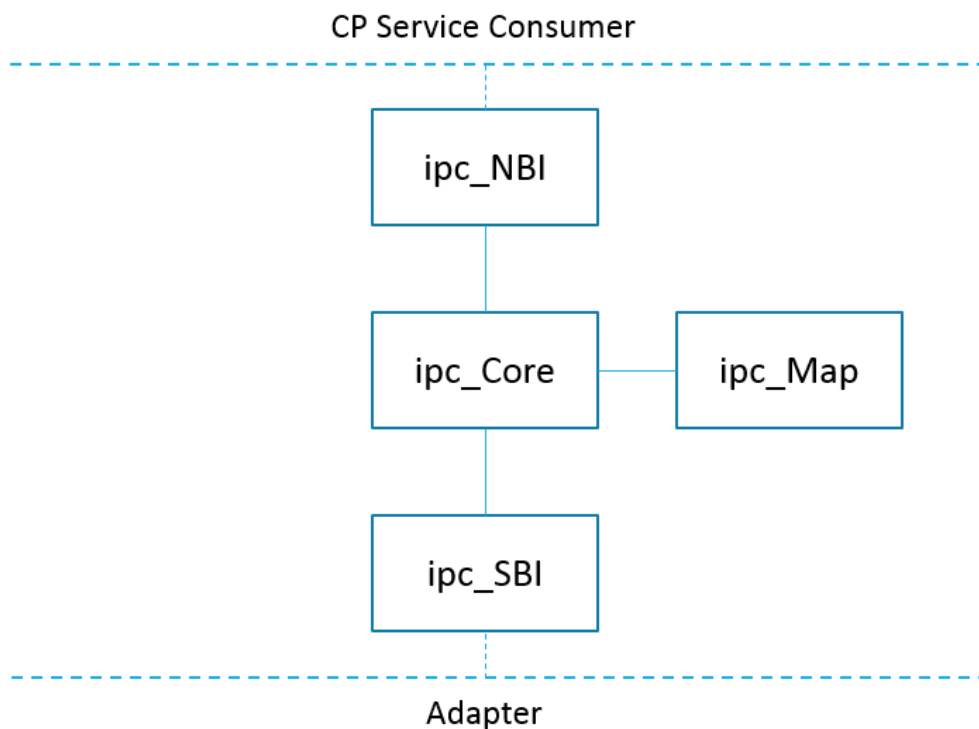 CP Service Consumer
ipc_NBI
ipc_Core
ipc_Map
ipc_SBI
Adapter